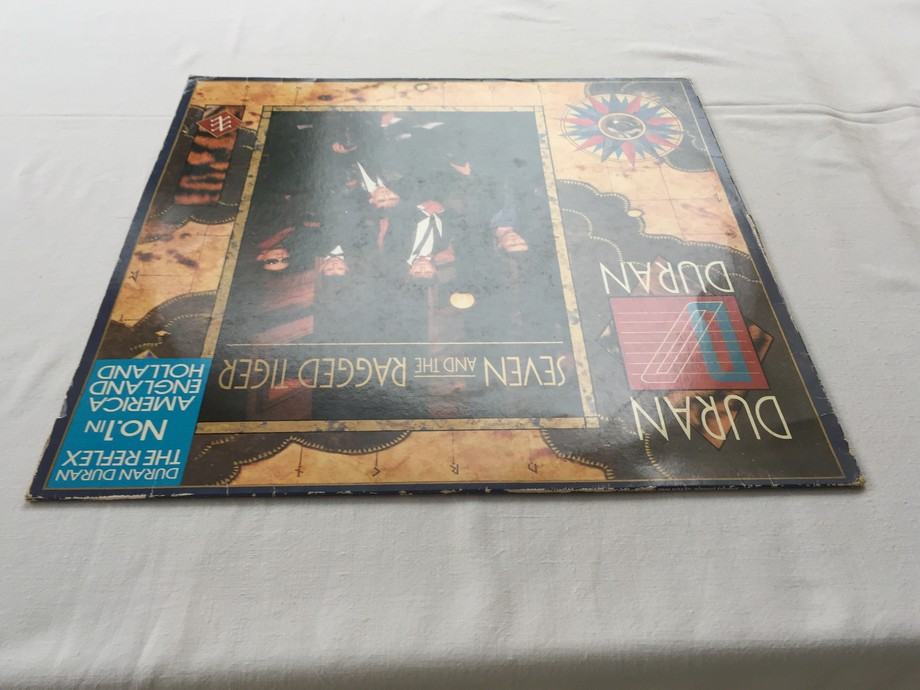 DURAN
DURAN
SEVEN AND THE RAGGED TIGER
DURAN DURAN
THE REFLEX
No.1 IN
AMERICA
ENGLAND
HOLLAND